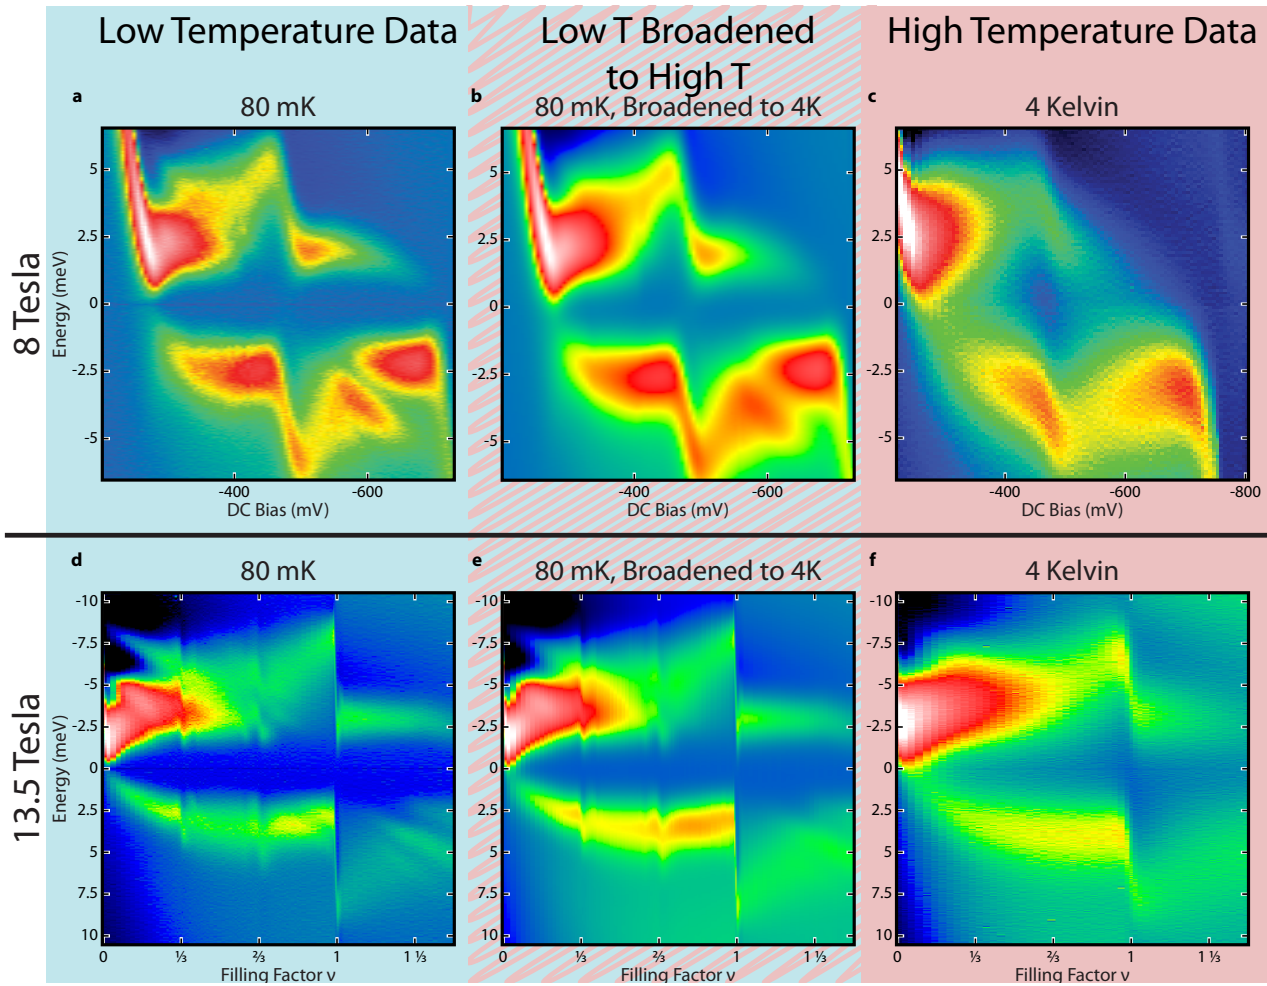 Low Temperature Data
Low T Broadened
to High T
High Temperature Data
a
80 mK
b
80 mK, Broadened to 4K
c
4 Kelvin
8 Tesla
Energy (meV)
5
2.5
0
-2.5
-5
-400
-600
DC Bias (mV)
5
2.5
0
-2.5
-5
-400
-600
DC Bias (mV)
5
2.5
0
-2.5
-5
-400
-600
-800
DC Bias (mV)
d
80 mK
e
80 mK, Broadened to 4K
f
4 Kelvin
13.5 Tesla
Energy (meV)
-10
-7.5
-5
-2.5
0
2.5
5
7.5
10
0
⅓
⅔
1
1 ⅓
Filling Factor ν
-10
-7.5
-5
-2.5
0
2.5
5
7.5
10
0
⅓
⅔
1
1 ⅓
Filling Factor ν
-10
-7.5
-5
-2.5
0
2.5
5
7.5
10
0
⅓
⅔
1
1 ⅓
Filling Factor ν